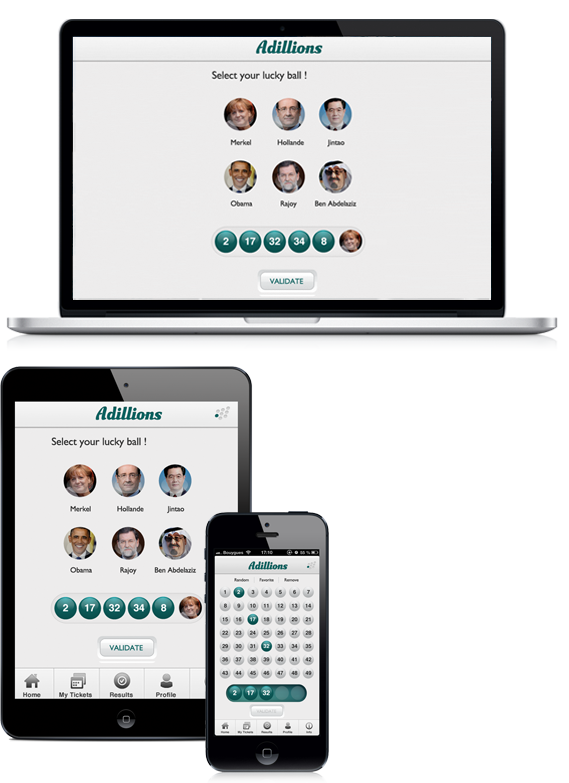 Adillions
Select your lucky ball !
Merkel Hollande Jintao
Obama Rajoy Ben Abdelaziz
2 17 32 34 8
VALIDATE
Adillions
Select your lucky ball !
Merkel Hollande Jintao
Obama Rajoy Ben Abdelaziz
2 17 32 34 8
VALIDATE
Home My Tickets Results Profile
Bouygues 17:10 55 %
Adillions
Random Favorite Remove
1 2 3 4 5 6 7
8 9 10 11 12 13 14
15 16 17 18 19 20 21
22 23 24 25 26 27 28
29 30 31 32 33 34 35
36 37 38 39 40 41 42
43 44 45 46 47 48 49
2 17 32
VALIDATE
Home My Tickets Results Profile Info